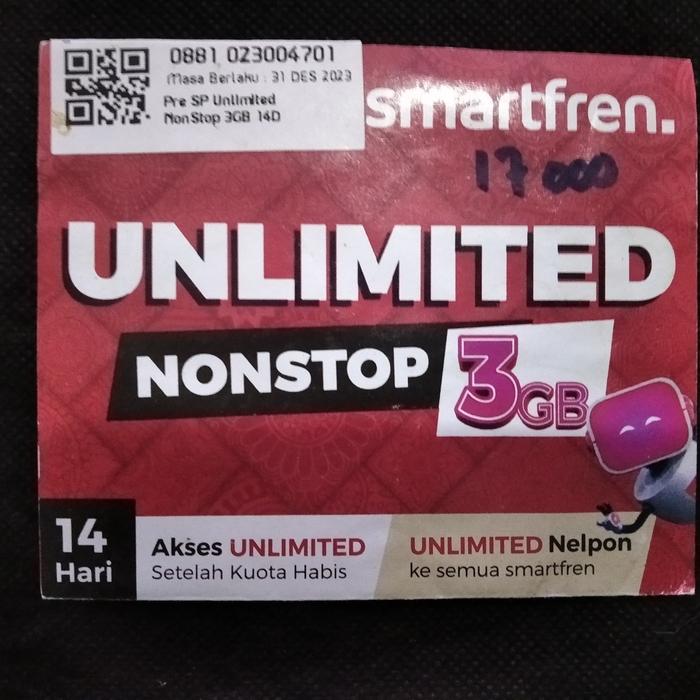 0881 023004701
Masa Berlaku : 31 DES 2023
Pre SP Unlimited
NonStop 3GB 14D
smartfren.
17 000
UNLIMITED
NONSTOP 3GB
14 Hari
Akses UNLIMITED
Setelah Kuota Habis
UNLIMITED Nelpon
ke semua smartfren